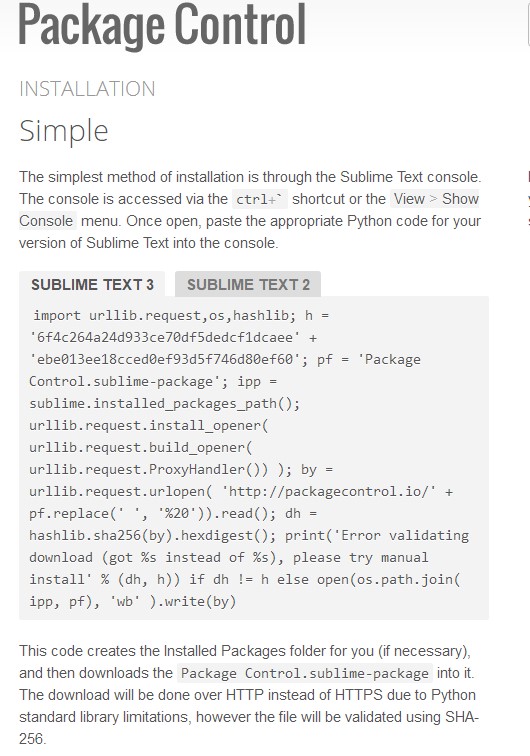 Package Control
INSTALLATION
Simple
The simplest method of installation is through the Sublime Text console.
The console is accessed via the ctrl+` shortcut or the View > Show
Console menu. Once open, paste the appropriate Python code for your
version of Sublime Text into the console.
SUBLIME TEXT 3 SUBLIME TEXT 2
import urllib.request,os,hashlib; h =
'6f4c264a24d933ce70df5dedcf1dcaee' +
'ebe013ee18cced0ef93d5f746d80ef60'; pf = 'Package
Control.sublime-package'; ipp =
sublime.installed_packages_path();
urllib.request.install_opener(
urllib.request.build_opener(
urllib.request.ProxyHandler()) ); by =
urllib.request.urlopen( 'http://packagecontrol.io/' +
pf.replace(' ', '%20')).read(); dh =
hashlib.sha256(by).hexdigest(); print('Error validating
download (got %s instead of %s), please try manual
install' % (dh, h)) if dh != h else open(os.path.join(
ipp, pf), 'wb' ).write(by)
This code creates the Installed Packages folder for you (if necessary),
and then downloads the Package Control.sublime-package into it.
The download will be done over HTTP instead of HTTPS due to Python
standard library limitations, however the file will be validated using SHA-
256.